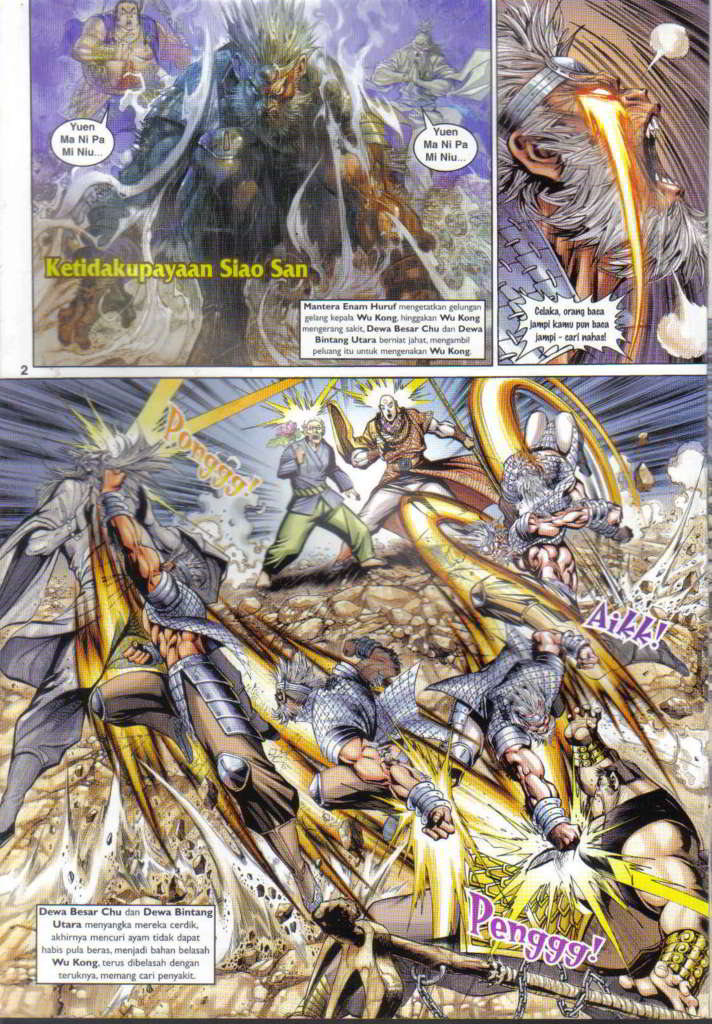 Yuen
Ma Ni Pa
Mi Niu...
Yuen
Ma Ni Pa
Mi Niu...
Ketidakupayaan Siao San
Mantera Enam Huruf mengetatkan gelungan
gelang kepala Wu Kong, hinggakan Wu Kong
mengerang sakit, Dewa Besar Chu dan Dewa
Bintang Utara berniat jahat, mengambil
peluang itu untuk mengenakan Wu Kong.
Celaka, orang baca
jampi kamu pun baca
jampi - cari nahas!
2
Ponggg!
Aikk!
Penggg!
Dewa Besar Chu dan Dewa Bintang
Utara menyangka mereka cerdik,
akhirnya mencuri ayam tidak dapat
habis pula beras, menjadi bahan belasah
Wu Kong, terus dibelasah dengan
teruknya, memang cari penyakit.